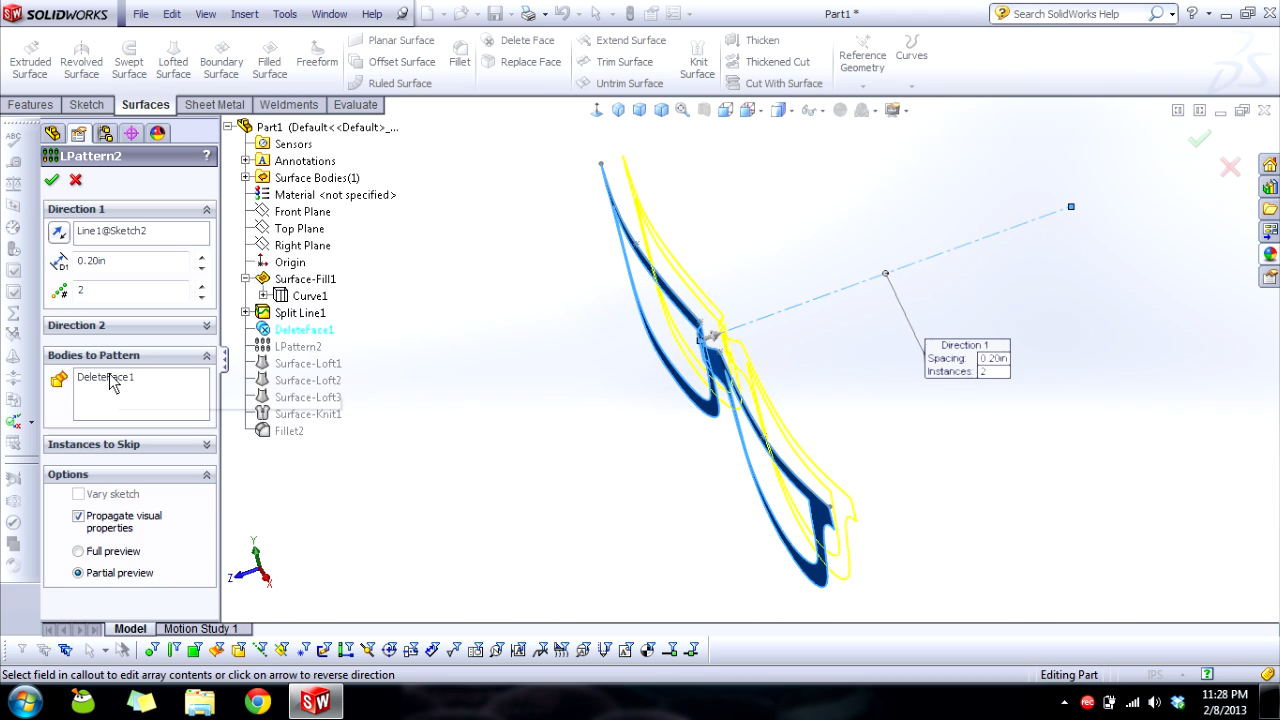 SOLIDWORKS File Edit View Insert Tools Window Help Part1 * Search SolidWorks Help
Extruded Surface
Revolved Surface
Swept Surface
Lofted Surface
Boundary Surface
Filled Surface
Freeform
Planar Surface
Offset Surface
Ruled Surface
Fillet
Delete Face
Replace Face
Extend Surface
Trim Surface
Untrim Surface
Knit Surface
Thicken
Thickened Cut
Cut With Surface
Reference Geometry
Curves
Features Sketch Surfaces Sheet Metal Weldments Evaluate
LPattern2 ?
Direction 1
Line1@Sketch2
D1 0.20in
# 2
Direction 2
Bodies to Pattern
DeleteFace1
Instances to Skip
Options
Vary sketch
Propagate visual
properties
Full preview
Partial preview
Part1 (Default<<Default>_...
Sensors
Annotations
Surface Bodies(1)
Material <not specified>
Front Plane
Top Plane
Right Plane
Origin
Surface-Fill1
Curve1
Split Line1
DeleteFace1
LPattern2
Surface-Loft1
Surface-Loft2
Surface-Loft3
Surface-Knit1
Fillet2
Direction 1
Spacing: 0.20in
Instances: 2
Y
Z X
Model Motion Study 1
Select field in callout to edit array contents or click on arrow to reverse direction Editing Part IPS ?
SW rec 11:28 PM
2/8/2013